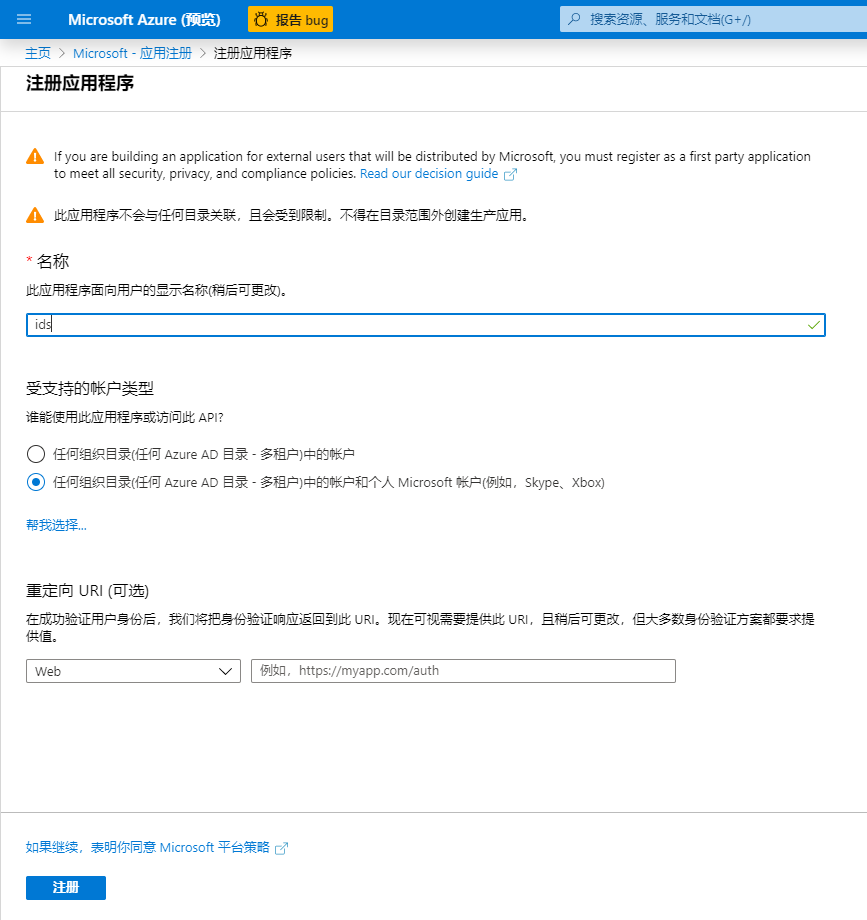 Microsoft Azure (预览)
报告 bug
搜索资源、服务和文档(G+/)
主页 > Microsoft - 应用注册 > 注册应用程序
注册应用程序
If you are building an application for external users that will be distributed by Microsoft, you must register as a first party application
to meet all security, privacy, and compliance policies. Read our decision guide
此应用程序不会与任何目录关联，且会受到限制。不得在目录范围外创建生产应用。
* 名称
此应用程序面向用户的显示名称(稍后可更改)。
ids
受支持的帐户类型
谁能使用此应用程序或访问此 API?
任何组织目录(任何 Azure AD 目录 - 多租户)中的帐户
任何组织目录(任何 Azure AD 目录 - 多租户)中的帐户和个人 Microsoft 帐户(例如，Skype、Xbox)
帮我选择...
重定向 URI (可选)
在成功验证用户身份后，我们将把身份验证响应返回到此 URI。现在可视需要提供此 URI，且稍后可更改，但大多数身份验证方案都要求提
供值。
Web
例如，https://myapp.com/auth
如果继续，表明你同意 Microsoft 平台策略
注册